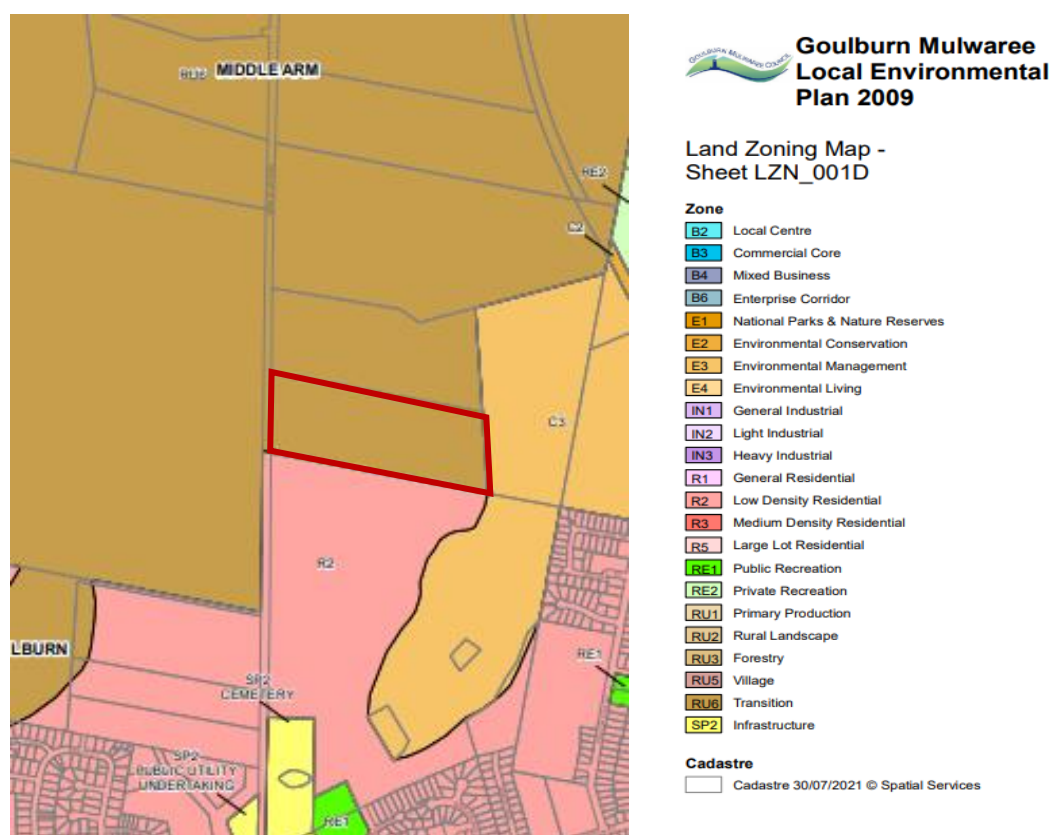 RU6 MIDDLE ARM
RE2
C2
C3
R2
LBURN
SP2
CEMETERY
RE1
SP2
PUBLIC UTILITY
UNDERTAKING
RE1
GOULBURN MULWAREE COUNCIL
Goulburn Mulwaree
Local Environmental
Plan 2009
Land Zoning Map -
Sheet LZN_001D
Zone
B2 Local Centre
B3 Commercial Core
B4 Mixed Business
B6 Enterprise Corridor
E1 National Parks & Nature Reserves
E2 Environmental Conservation
E3 Environmental Management
E4 Environmental Living
IN1 General Industrial
IN2 Light Industrial
IN3 Heavy Industrial
R1 General Residential
R2 Low Density Residential
R3 Medium Density Residential
R5 Large Lot Residential
RE1 Public Recreation
RE2 Private Recreation
RU1 Primary Production
RU2 Rural Landscape
RU3 Forestry
RU5 Village
RU6 Transition
SP2 Infrastructure
Cadastre
Cadastre 30/07/2021 © Spatial Services